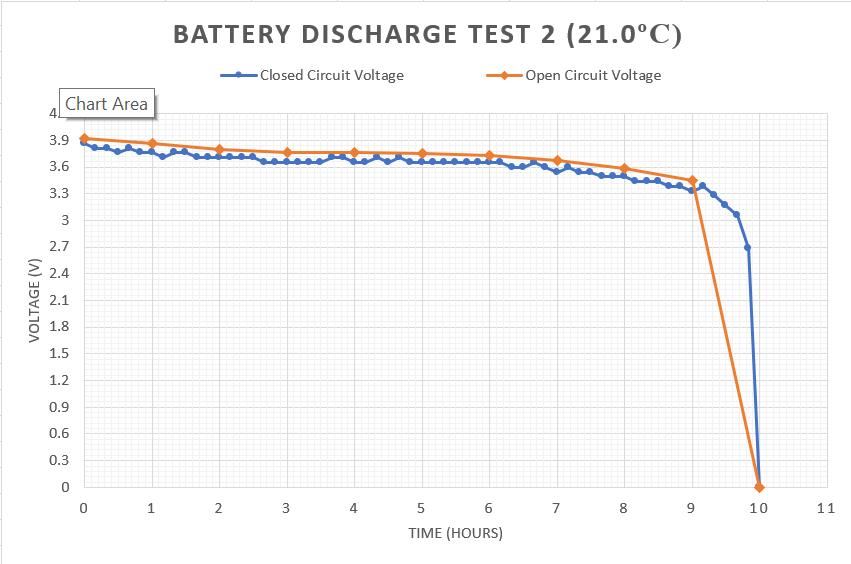 BATTERY DISCHARGE TEST 2 (21.0°C)
Closed Circuit Voltage
Open Circuit Voltage
Chart Area
4.
3.9
3.6
3.3
3
2.7
2.4
2.1
1.8
1.5
1.2
0.9
0.6
0.3
0
VOLTAGE (V)
0 1 2 3 4 5 6 7 8 9 10 11
TIME (HOURS)